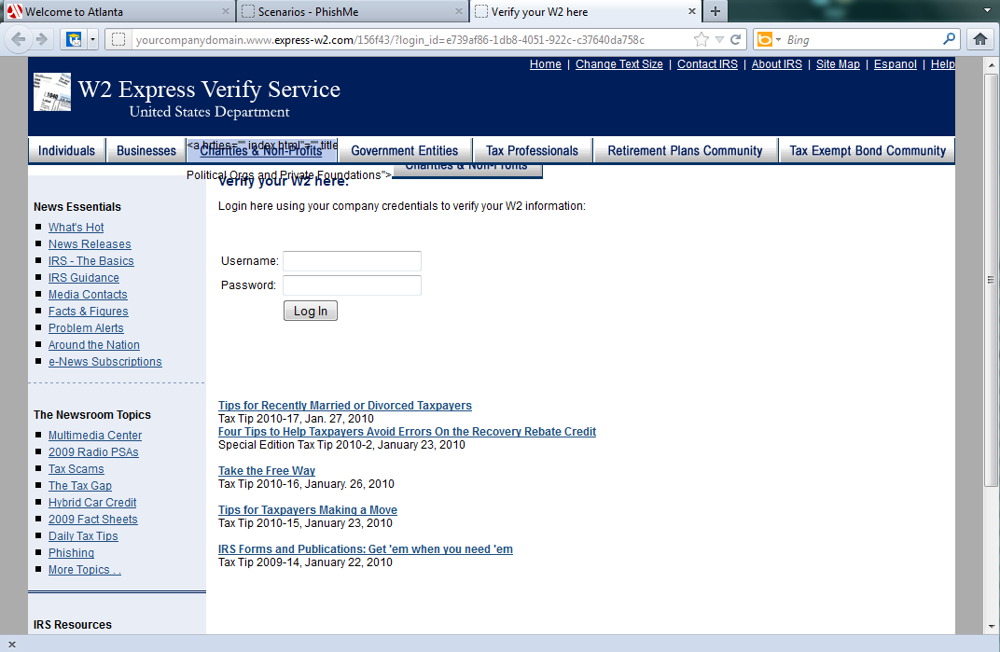 Welcome to Atlanta
Scenarios - PhishMe
Verify your W2 here
yourcompanydomain.www.express-w2.com/156f43/?login_id=e739af86-1db8-4051-922c-c37640da758c
Bing
Home | Change Text Size | Contact IRS | About IRS | Site Map | Espanol | Help
W2 Express Verify Service
United States Department
Individuals
Businesses
<a hrties="" index.html"="" title
Charities & Non-Profits
Government Entities
Tax Professionals
Retirement Plans Community
Tax Exempt Bond Community
Political Orgs and Private Foundations">
Charities & Non-Profits
Verify your W2 here:
Login here using your company credentials to verify your W2 information:
Username:
Password:
Log In
News Essentials
What's Hot
News Releases
IRS - The Basics
IRS Guidance
Media Contacts
Facts & Figures
Problem Alerts
Around the Nation
e-News Subscriptions
The Newsroom Topics
Multimedia Center
2009 Radio PSAs
Tax Scams
The Tax Gap
Hybrid Car Credit
2009 Fact Sheets
Daily Tax Tips
Phishing
More Topics . .
IRS Resources
Tips for Recently Married or Divorced Taxpayers
Tax Tip 2010-17, Jan. 27, 2010
Four Tips to Help Taxpayers Avoid Errors On the Recovery Rebate Credit
Special Edition Tax Tip 2010-2, January 23, 2010
Take the Free Way
Tax Tip 2010-16, January. 26, 2010
Tips for Taxpayers Making a Move
Tax Tip 2010-15, January 23, 2010
IRS Forms and Publications: Get 'em when you need 'em
Tax Tip 2009-14, January 22, 2010